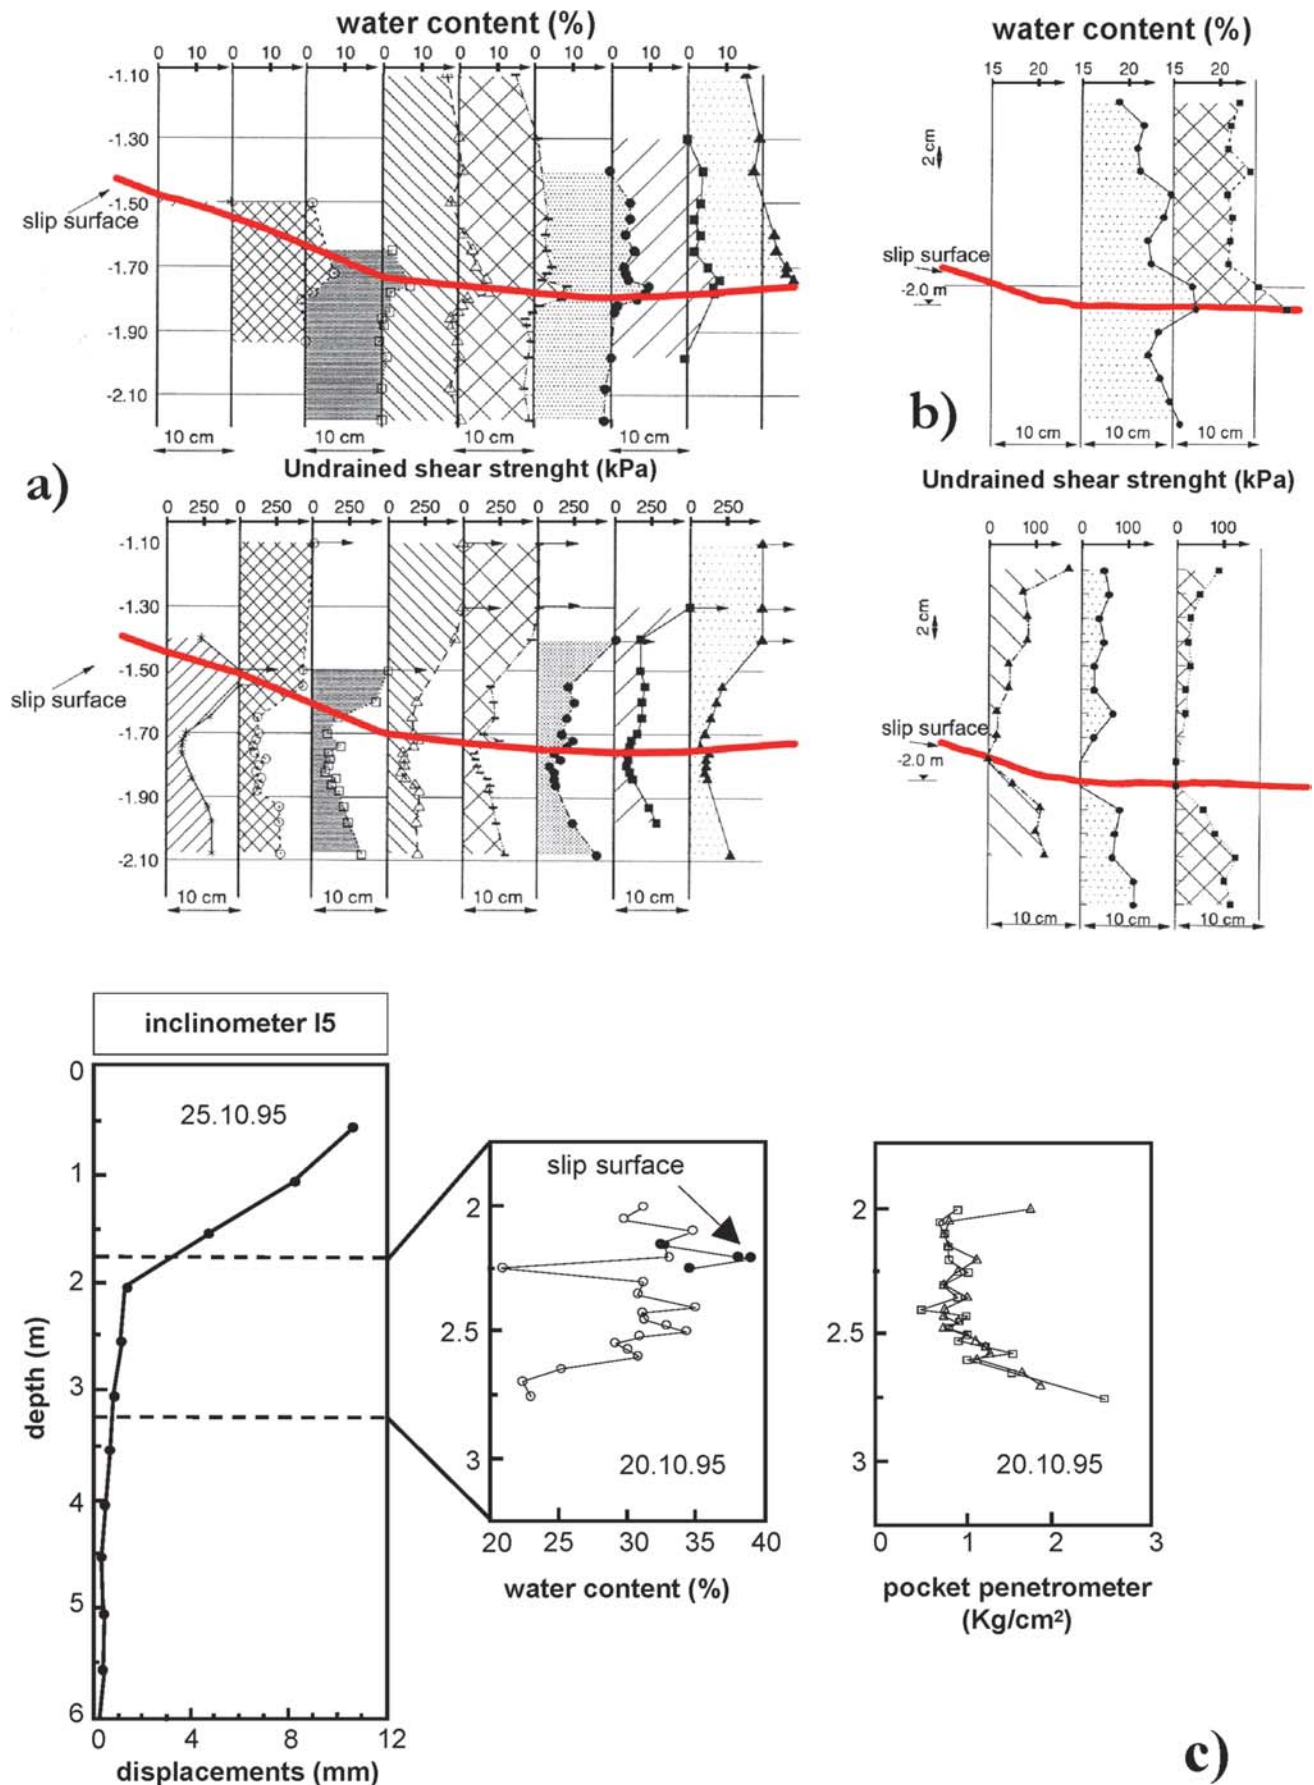 water content (%)
0 10 0 10 0 10 0 10 0 10 0 10 0 10 0 10
-1.10
-1.30
-1.50
slip surface
-1.70
-1.90
-2.10
10 cm 10 cm 10 cm 10 cm
a)
Undrained shear strenght (kPa)
0 250 0 250 0 250 0 250 0 250 0 250 0 250 0 250
-1.10
-1.30
-1.50
slip surface
-1.70
-1.90
-2.10
10 cm 10 cm 10 cm 10 cm
water content (%)
15 20 15 20 15 20
2 cm
slip surface
-2.0 m
b)
10 cm 10 cm 10 cm
Undrained shear strenght (kPa)
0 100 0 100 0 100
2 cm
slip surface
-2.0 m
10 cm 10 cm 10 cm
inclinometer I5
25.10.95
0
1
2
3
4
5
6
depth (m)
0 4 8 12
displacements (mm)
slip surface
2
2.5
3
20.10.95
20 25 30 35 40
water content (%)
2
2.5
3
20.10.95
0 1 2 3
pocket penetrometer
(Kg/cm²)
c)